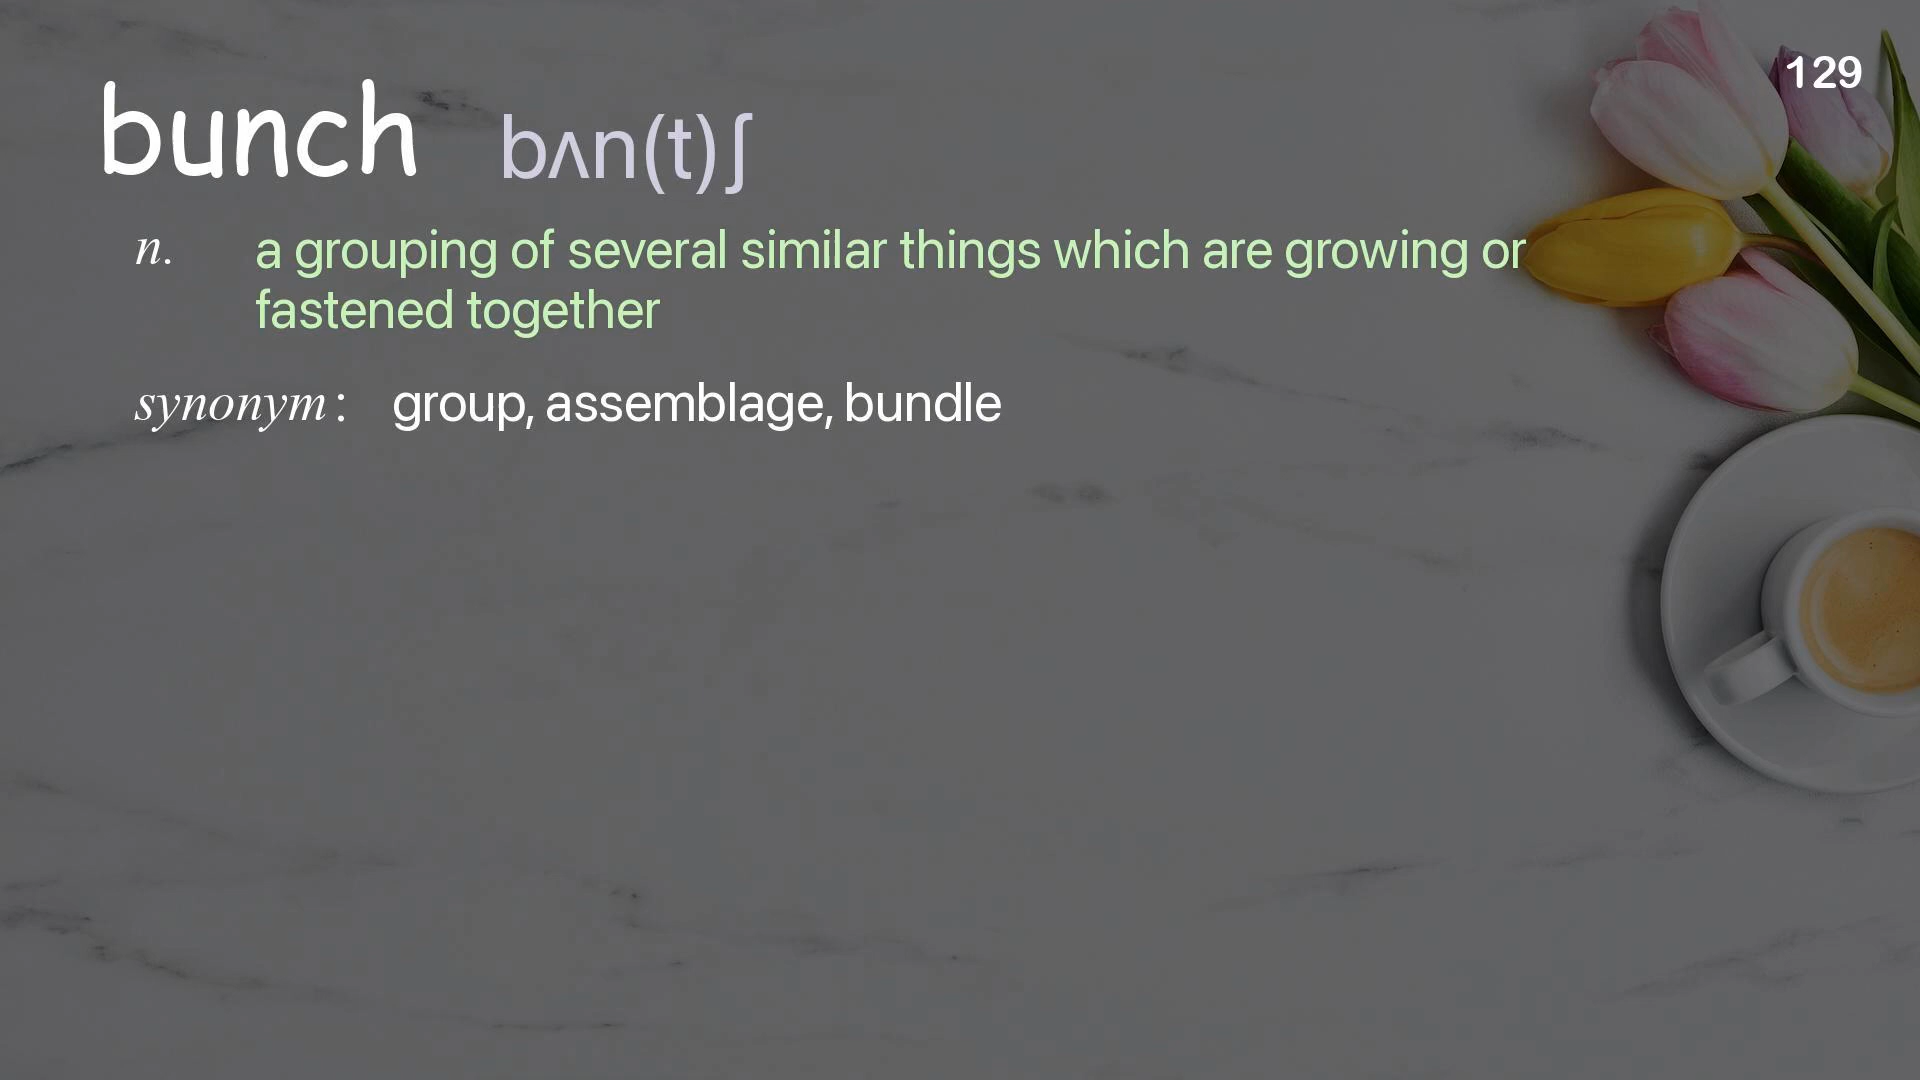 129
bunch bʌn(t)ʃ
n. a grouping of several similar things which are growing or
fastened together
synonym: group, assemblage, bundle